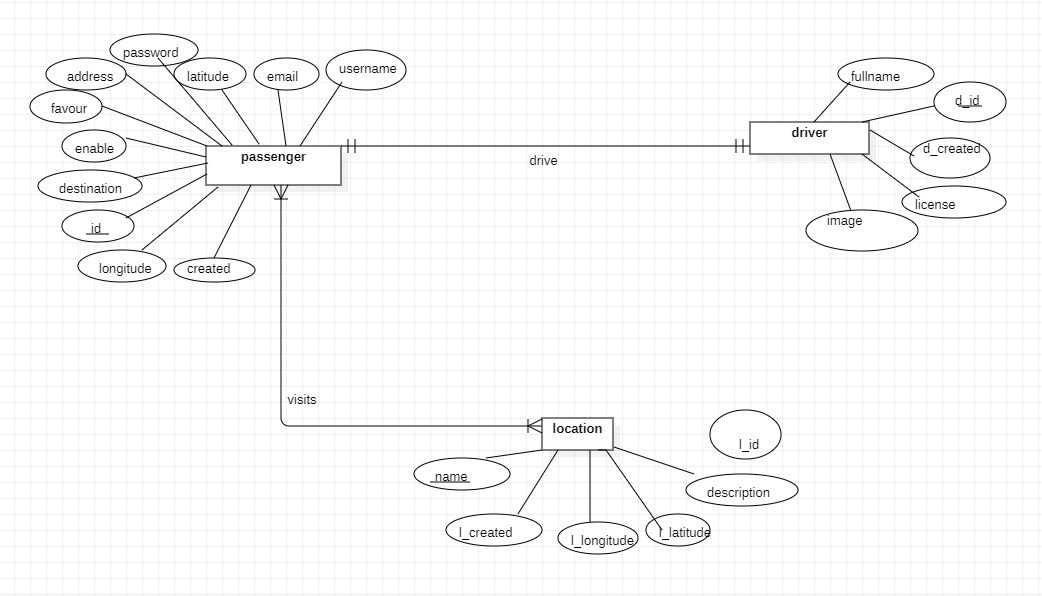 password
address
latitude
email
username
favour
enable
destination
id
longitude
created
passenger
drive
driver
fullname
d_id
d_created
license
image
visits
location
l_id
name
description
l_created
l_longitude
l_latitude